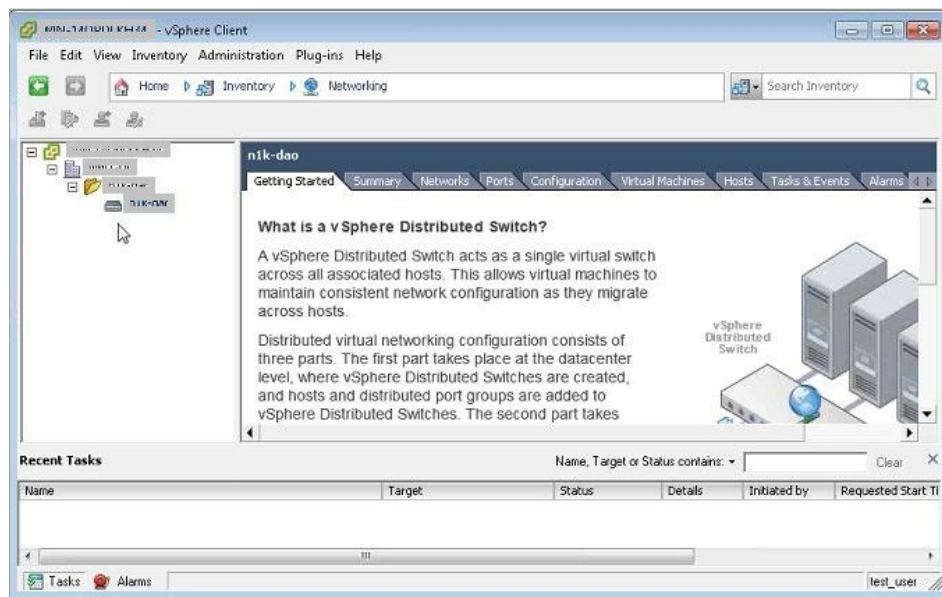 - vSphere Client
File Edit View Inventory Administration Plug-ins Help
Home Inventory Networking
Search Inventory
n1k-dao
Getting Started Summary Networks Ports Configuration Virtual Machines Hosts Tasks & Events Alarms
What is a vSphere Distributed Switch?
A vSphere Distributed Switch acts as a single virtual switch
across all associated hosts. This allows virtual machines to
maintain consistent network configuration as they migrate
across hosts.
Distributed virtual networking configuration consists of
three parts. The first part takes place at the datacenter
level, where vSphere Distributed Switches are created,
and hosts and distributed port groups are added to
vSphere Distributed Switches. The second part takes
vSphere
Distributed
Switch
Recent Tasks
Name, Target or Status contains:
Clear
Name Target Status Details Initiated by Requested Start Ti
Tasks Alarms
test_user